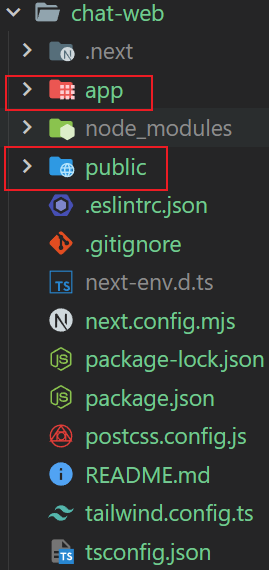 chat-web
.next
app
node_modules
public
.eslintrc.json
.gitignore
TS next-env.d.ts
N next.config.mjs
JS package-lock.json
JS package.json
postcss.config.js
i README.md
tailwind.config.ts
TS tsconfig.json